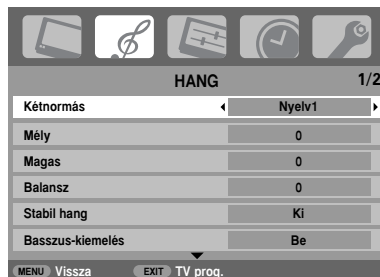 HANG 1/2
Kétnormás Nyelv1
Mély 0
Magas 0
Balansz 0
Stabil hang Ki
Basszus-kiemelés Be
MENU Vissza EXIT TV prog.